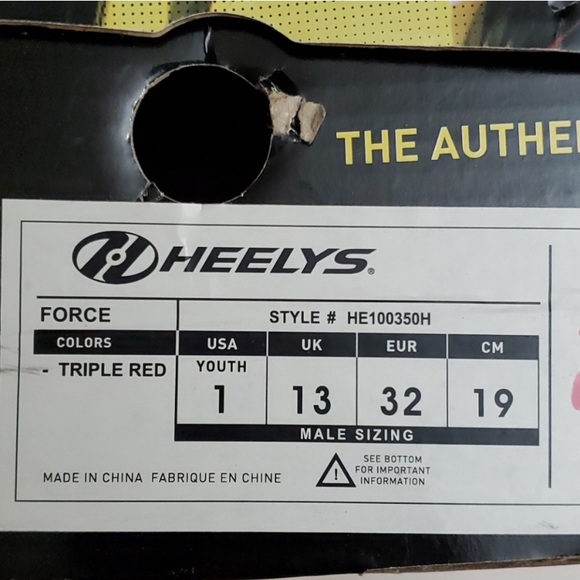 THE AUTHE
HEELYS®
FORCE STYLE # HE100350H
COLORS USA UK EUR CM
- TRIPLE RED YOUTH 1 13 32 19
MALE SIZING
MADE IN CHINA FABRIQUE EN CHINE
SEE BOTTOM
FOR IMPORTANT
INFORMATION